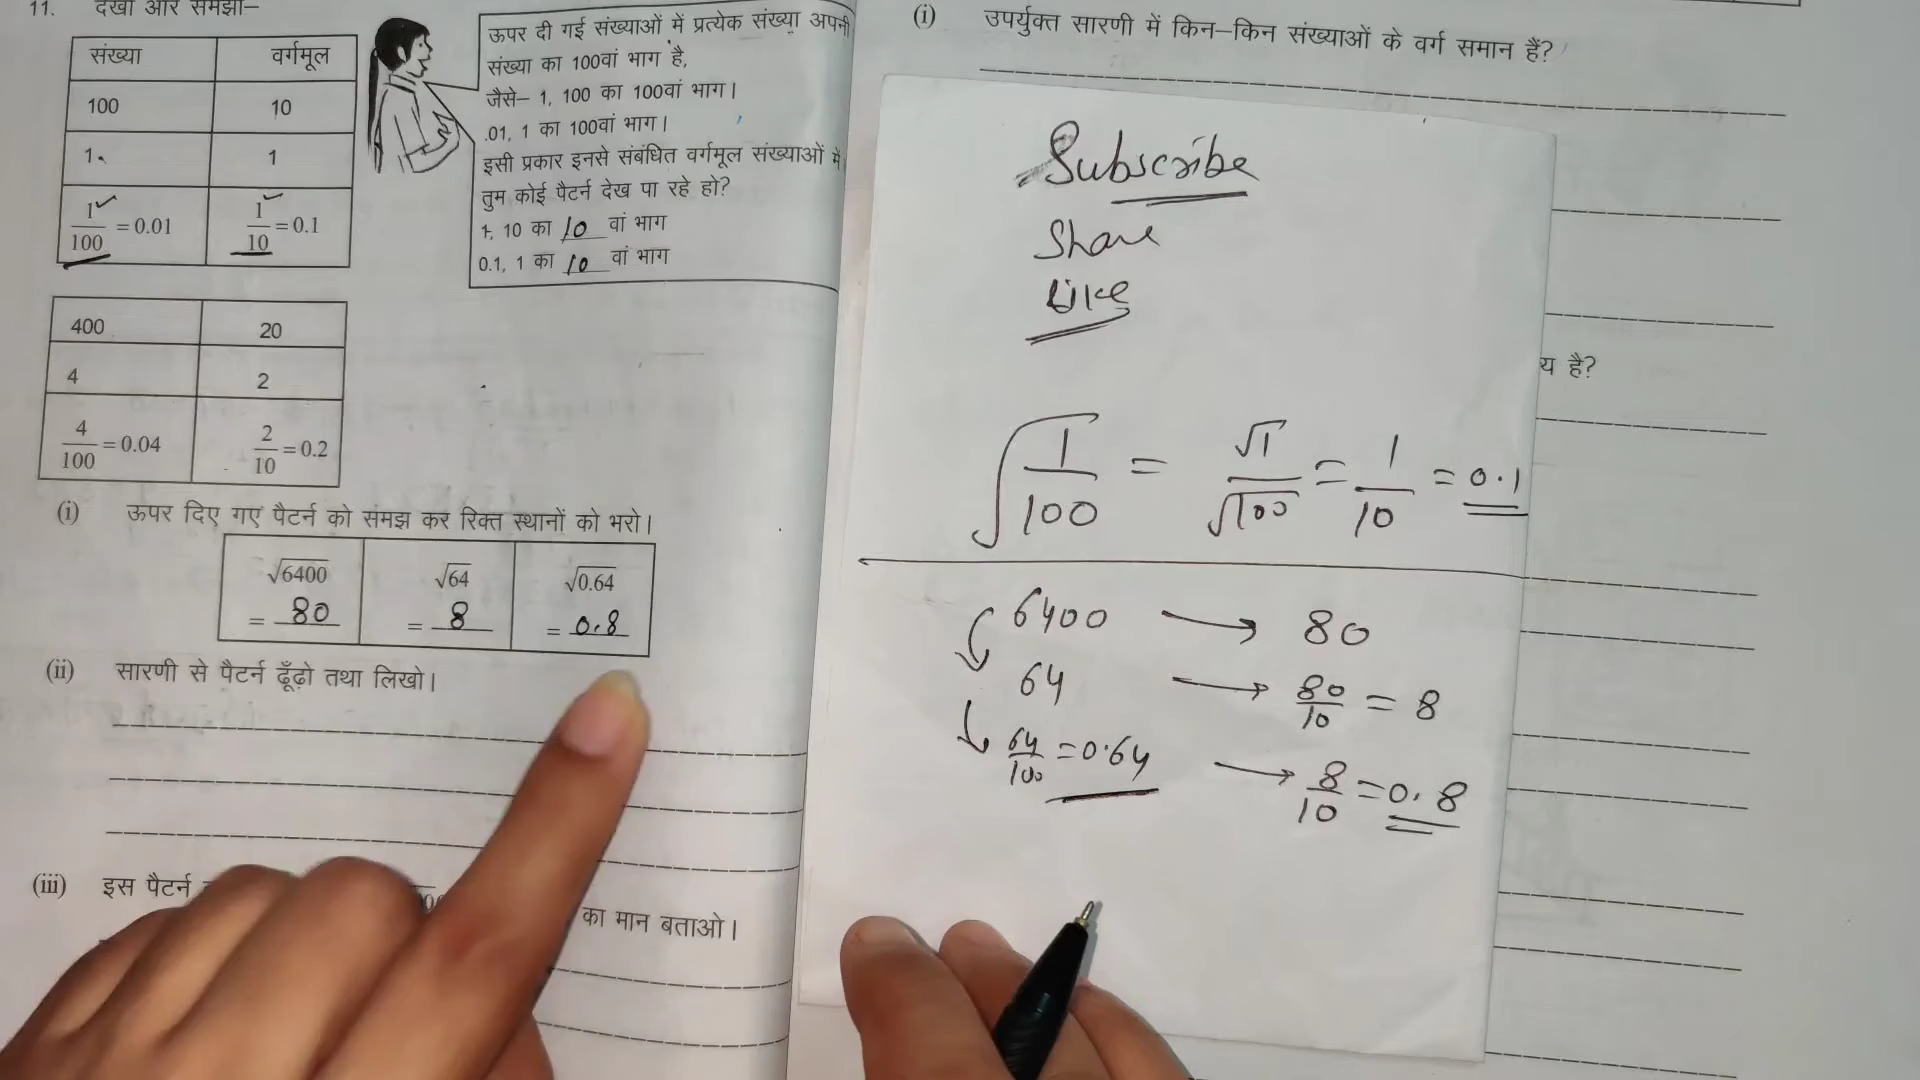 11. देखो और समझो–
संख्या वर्गमूल
100 10
1 1
1/100 = 0.01 1/10 = 0.1
ऊपर दी गई संख्याओं में प्रत्येक संख्या अपनी
संख्या का 100वां भाग है,
जैसे– 1, 100 का 100वां भाग।
.01, 1 का 100वां भाग।
इसी प्रकार इनसे संबंधित वर्गमूल संख्याओं में
तुम कोई पैटर्न देख पा रहे हो?
1, 10 का 10 वां भाग
0.1, 1 का 10 वां भाग
400 20
4 2
4/100 = 0.04 2/10 = 0.2
(i) ऊपर दिए गए पैटर्न को समझ कर रिक्त स्थानों को भरो।
√6400 √64 √0.64
= 80 = 8 = 0.8
(ii) सारणी से पैटर्न ढूँढ़ो तथा लिखो।
(iii) इस पैटर्न का मान बताओ।
(i) उपर्युक्त सारणी में किन–किन संख्याओं के वर्ग समान हैं?
Subscribe
Share
Like
य है?
√1/100 = √1/√100 = 1/10 = 0.1
6400 → 80
64 → 80/10 = 8
64/100 = 0.64 → 8/10 = 0.8